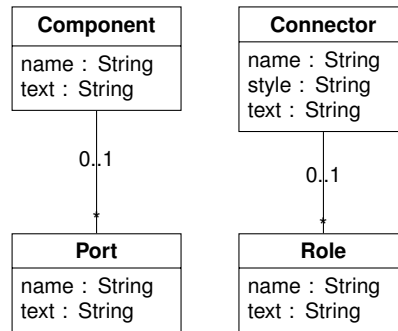 Component
name : String
text : String
Connector
name : String
style : String
text : String
0..1
*
0..1
*
Port
name : String
text : String
Role
name : String
text : String